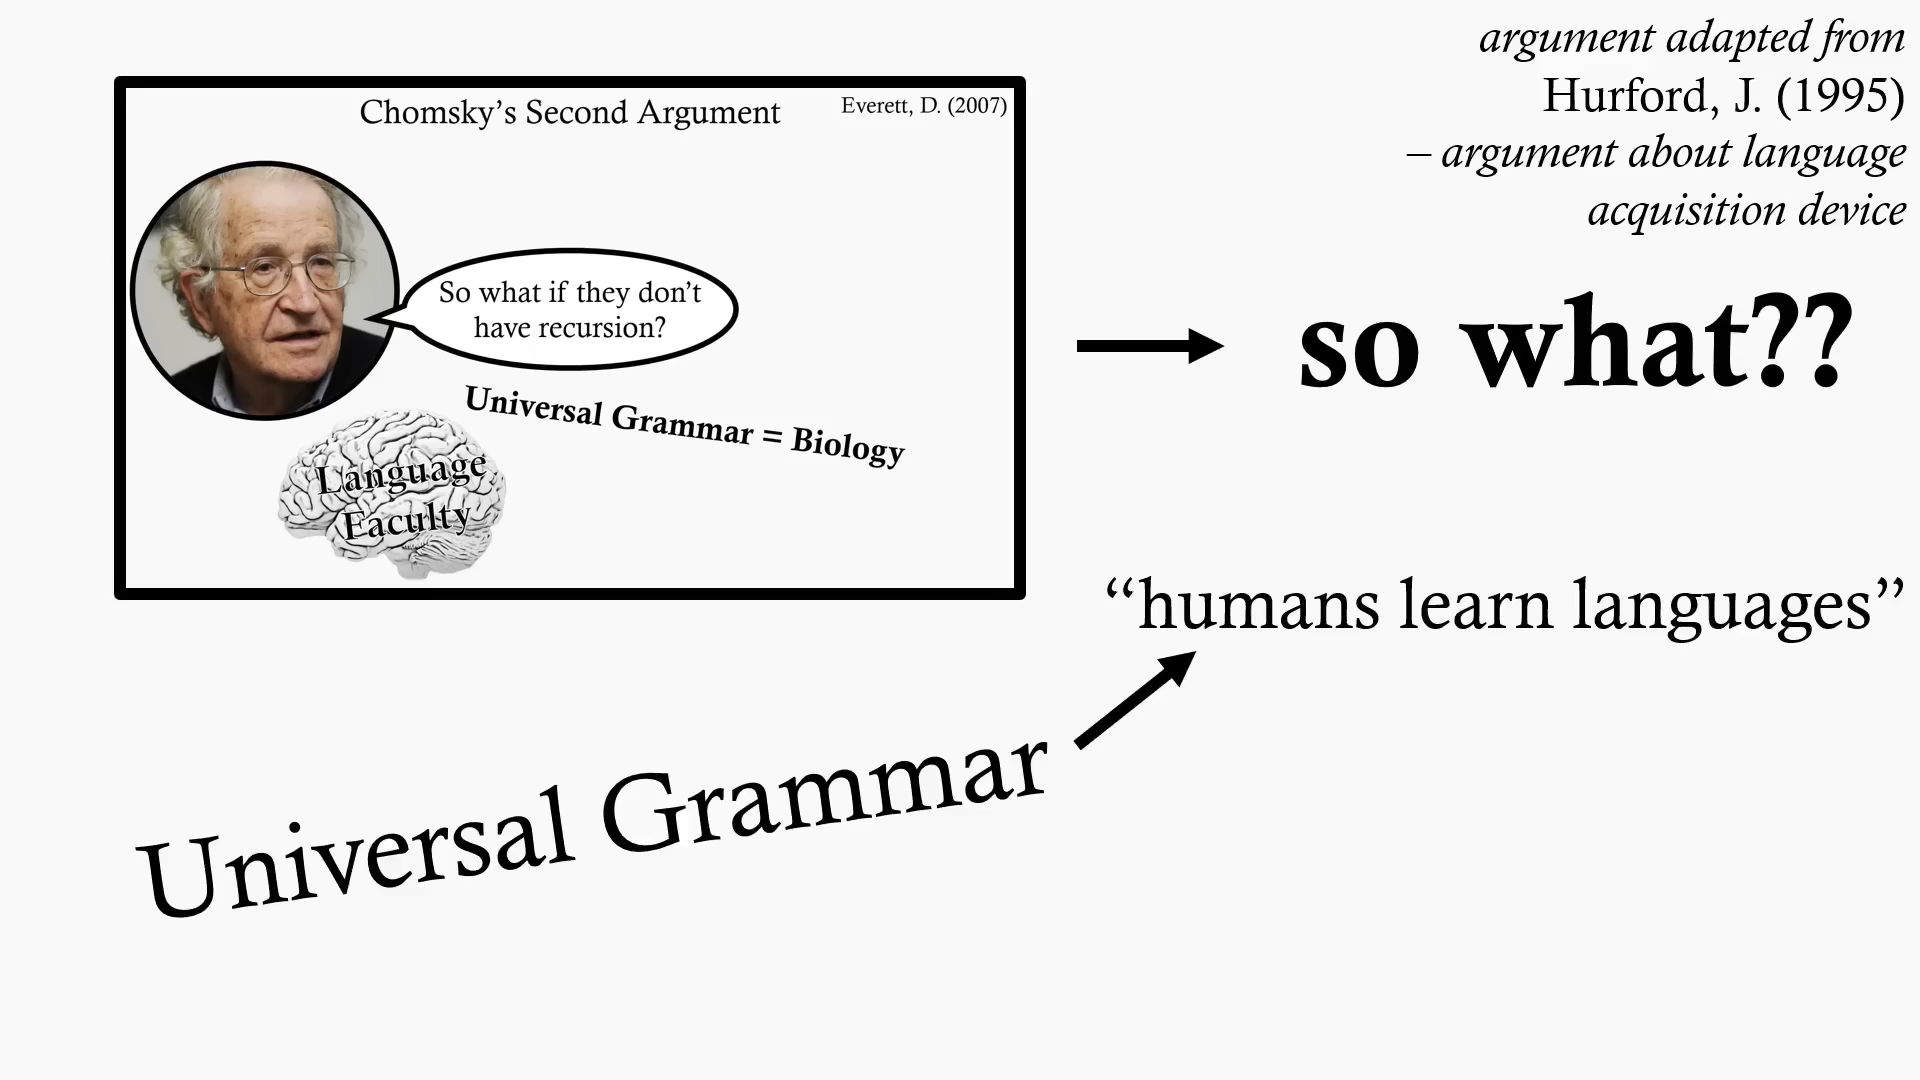 Chomsky's Second Argument
Everett, D. (2007)
So what if they don't
have recursion?
Universal Grammar = Biology
Language
Faculty
argument adapted from
Hurford, J. (1995)
– argument about language
acquisition device
so what??
“humans learn languages”
Universal Grammar